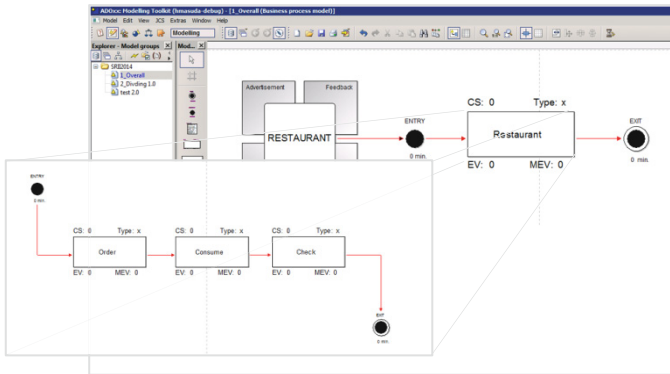 ADOxx: Modelling Toolkit (hmasuda-debug) - [1_Overall (Business process model)]
Model Edit View JCS Extras Window Help
Modelling
Explorer - Model groups
Mod...
SRII2014
1_Overall
2_Divding 1.0
test 2.0
Advertisement
Feedback
RESTAURANT
ENTRY
0 min.
CS: 0 Type: x
Restaurant
EV: 0 MEV: 0
EXIT
0 min.
ENTRY
0 min.
CS: 0 Type: x
Order
EV: 0 MEV: 0
CS: 0 Type: x
Consume
EV: 0 MEV: 0
CS: 0 Type: x
Check
EV: 0 MEV: 0
EXIT
0 min.